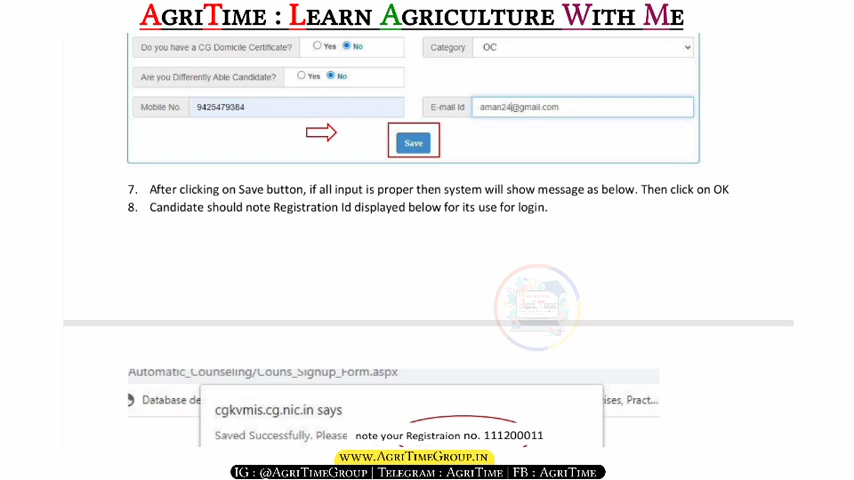 AgriTime : Learn Agriculture With Me
Do you have a CG Domicile Certificate? Yes No Category OC
Are you Differently Able Candidate? Yes No
Mobile No. 9425479384 E-mail Id aman24@gmail.com
Save
7. After clicking on Save button, if all input is proper then system will show message as below. Then click on OK
8. Candidate should note Registration Id displayed below for its use for login.
Agri Time
Automatic_Counseling/Couns_Signup_Form.aspx
Database de ises, Pract...
cgkvmis.cg.nic.in says
Saved Successfully. Please note your Registraion no. 111200011
www.AgriTimeGroup.in
IG : @AgriTimeGroup | Telegram : AgriTime | FB : AgriTime